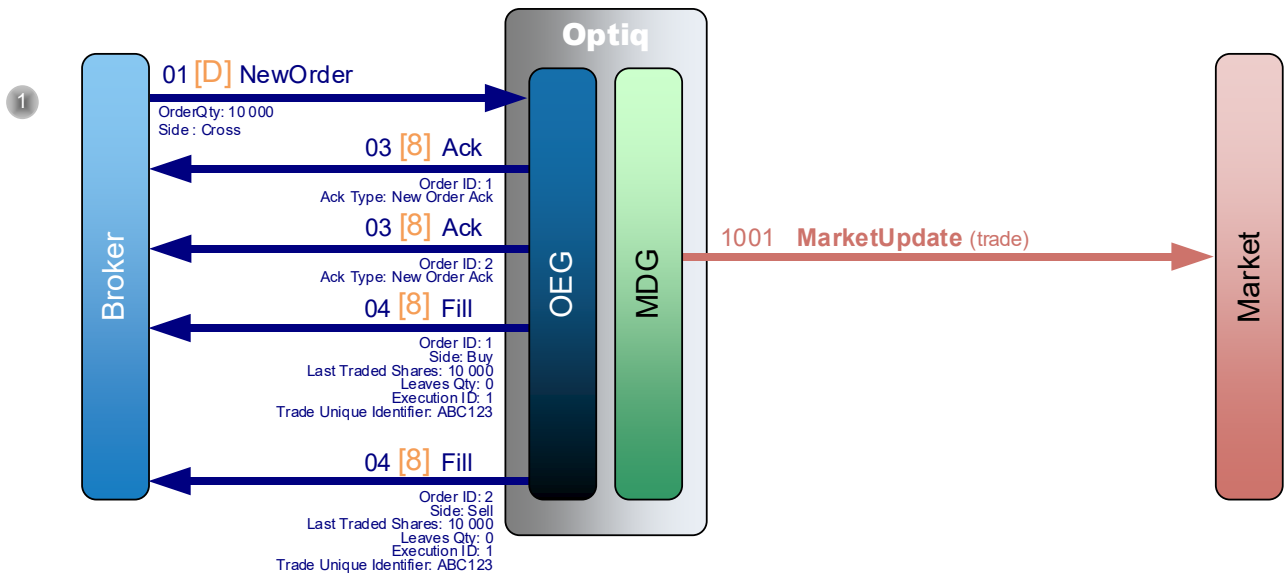 Optiq
1
01 [D] NewOrder
OrderQty: 10 000
Side : Cross
03 [8] Ack
Order ID: 1
Ack Type: New Order Ack
03 [8] Ack
Order ID: 2
Ack Type: New Order Ack
04 [8] Fill
Order ID: 1
Side: Buy
Last Traded Shares: 10 000
Leaves Qty: 0
Execution ID: 1
Trade Unique Identifier: ABC123
04 [8] Fill
Order ID: 2
Side: Sell
Last Traded Shares: 10 000
Leaves Qty: 0
Execution ID: 1
Trade Unique Identifier: ABC123
Broker
OEG
MDG
1001 MarketUpdate (trade)
Market